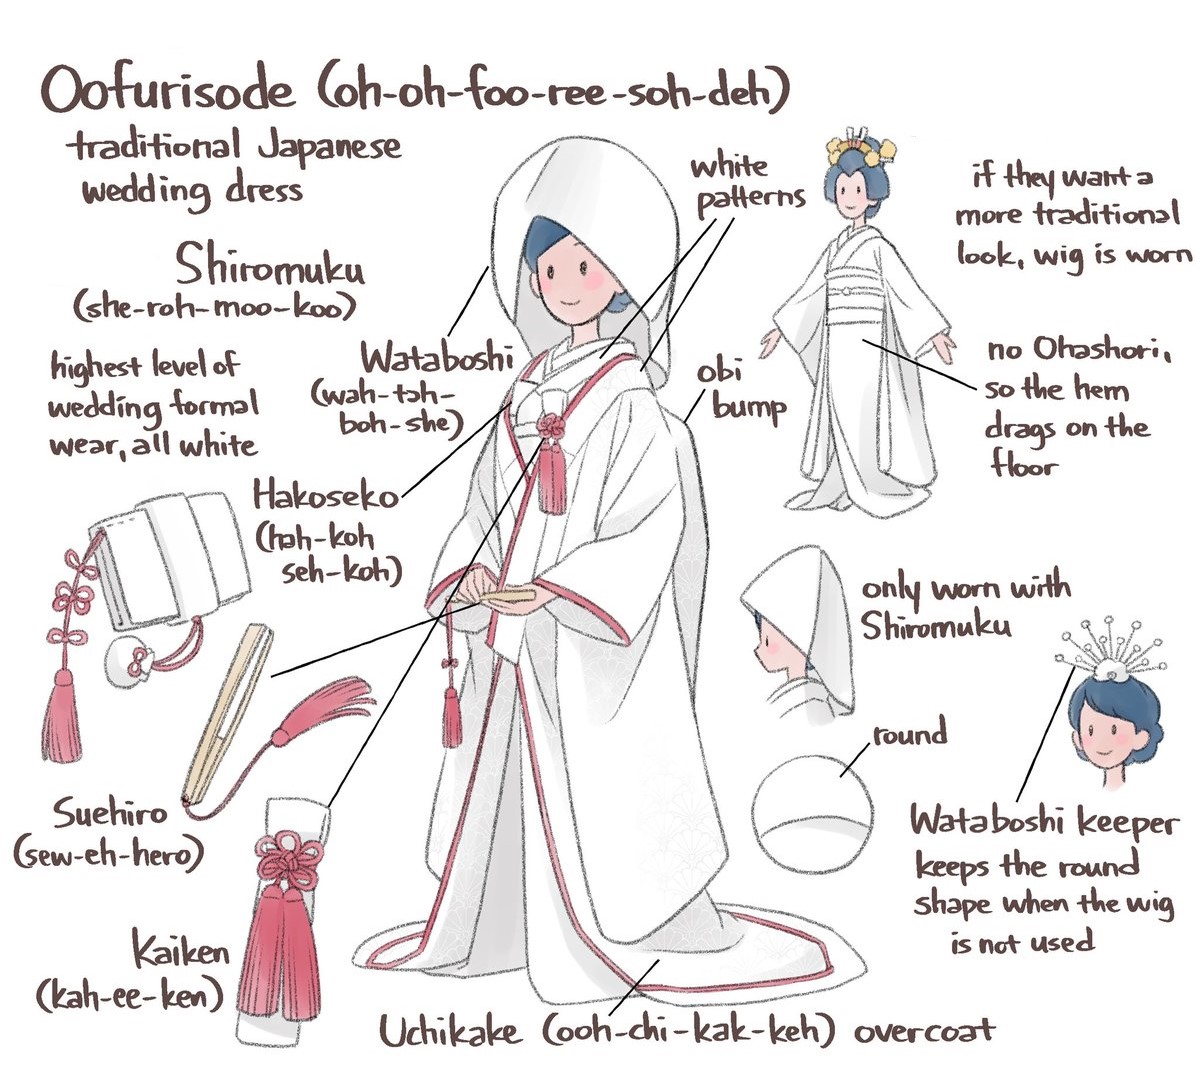 Oofurisode (oh-oh-foo-ree-soh-deh)
traditional Japanese
wedding dress
Shiromuku
(she-roh-moo-koo)
highest level of
wedding formal
wear, all white
Wataboshi
(wah-tah-
boh-she)
Hakoseko
(hah-koh
seh-koh)
Suehiro
(sew-eh-hero)
Kaiken
(kah-ee-ken)
Uchikake (ooh-chi-kak-keh) overcoat
white
patterns
obi
bump
if they want a
more traditional
look, wig is worn
no Ohashori,
so the hem
drags on the
floor
only worn with
Shiromuku
round
Wataboshi keeper
keeps the round
shape when the wig
is not used